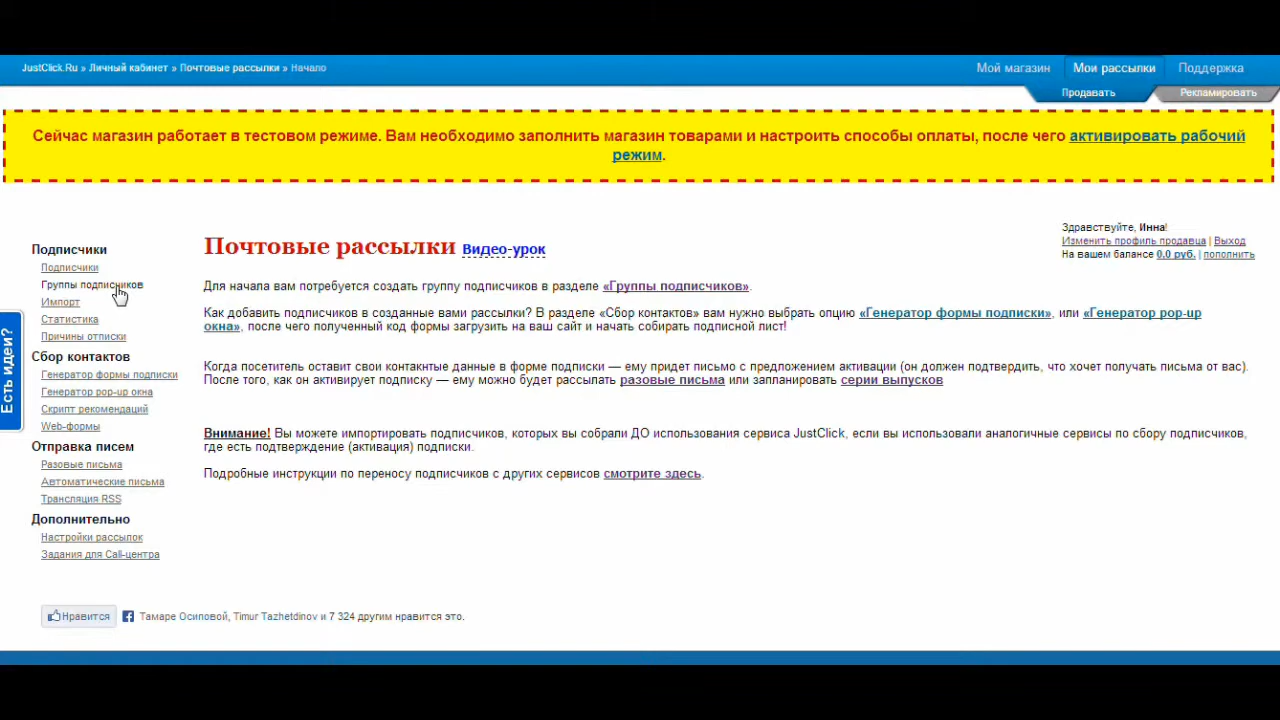 JustClick.Ru » Личный кабинет » Почтовые рассылки » Начало
Мой магазин Мои рассылки Поддержка
Продавать Рекламировать
Сейчас магазин работает в тестовом режиме. Вам необходимо заполнить магазин товарами и настроить способы оплаты, после чего активировать рабочий
режим.
Здравствуйте, Инна!
Изменить профиль продавца | Выход
На вашем балансе 0,0 руб. | пополнить
Подписчики
Подписчики
Группы подписчиков
Импорт
Статистика
Причины отписки
Сбор контактов
Генератор формы подписки
Генератор pop-up окна
Скрипт рекомендаций
Web-формы
Отправка писем
Разовые письма
Автоматические письма
Трансляция RSS
Дополнительно
Настройки рассылок
Задания для Call-центра
Есть идеи?
Почтовые рассылки Видео-урок
Для начала вам потребуется создать группу подписчиков в разделе «Группы подписчиков».
Как добавить подписчиков в созданные вами рассылки? В разделе «Сбор контактов» вам нужно выбрать опцию «Генератор формы подписки», или «Генератор pop-up
окна», после чего полученный код формы загрузить на ваш сайт и начать собирать подписной лист!
Когда посетитель оставит свои контакнтые данные в форме подписки — ему придет письмо с предложением активации (он должен подтвердить, что хочет получать письма от вас).
После того, как он активирует подписку — ему можно будет рассылать разовые письма или запланировать серии выпусков
Внимание! Вы можете импортировать подписчиков, которых вы собрали ДО использования сервиса JustClick, если вы использовали аналогичные сервисы по сбору подписчиков,
где есть подтверждение (активация) подписки.
Подробные инструкции по переносу подписчиков с других сервисов смотрите здесь.
Нравится Тамаре Осиповой, Timur Tazhetdinov и 7 324 другим нравится это.